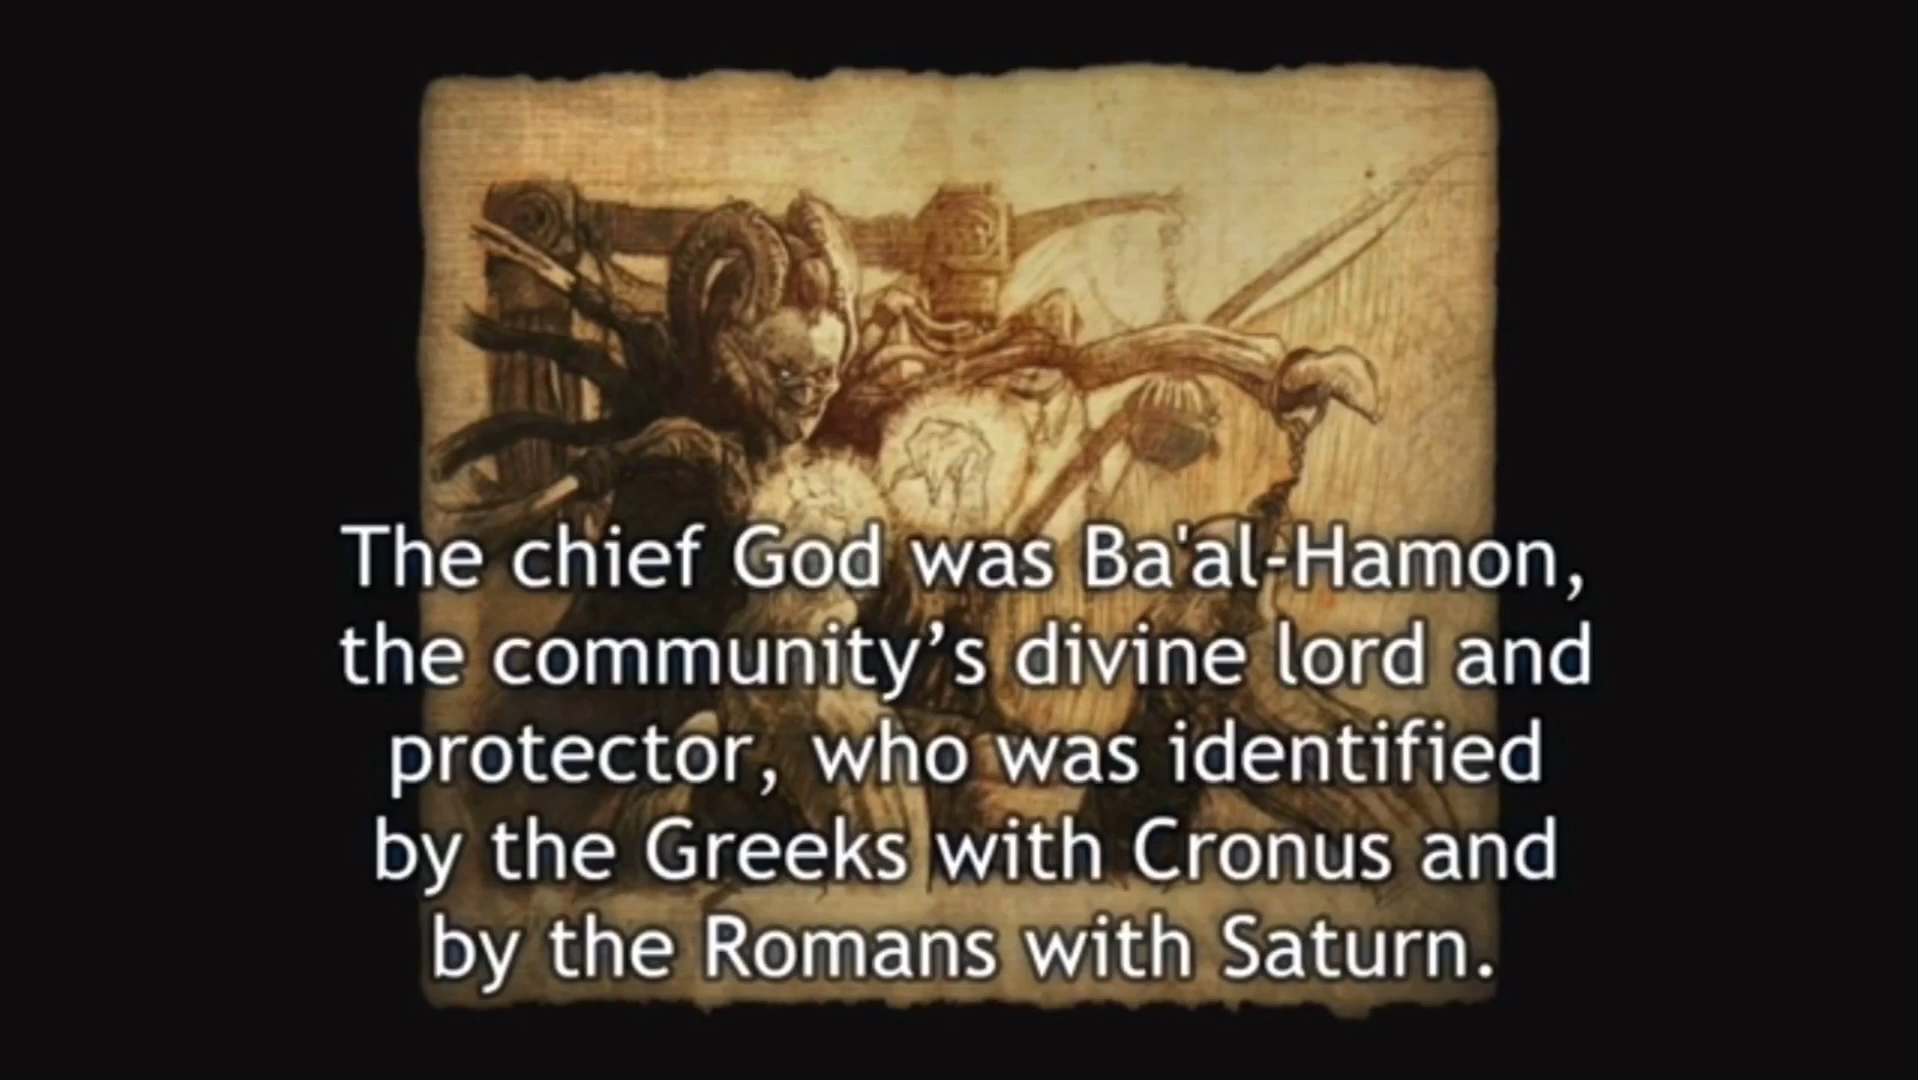 The chief God was Ba'al-Hamon,
the community’s divine lord and
protector, who was identified
by the Greeks with Cronus and
by the Romans with Saturn.